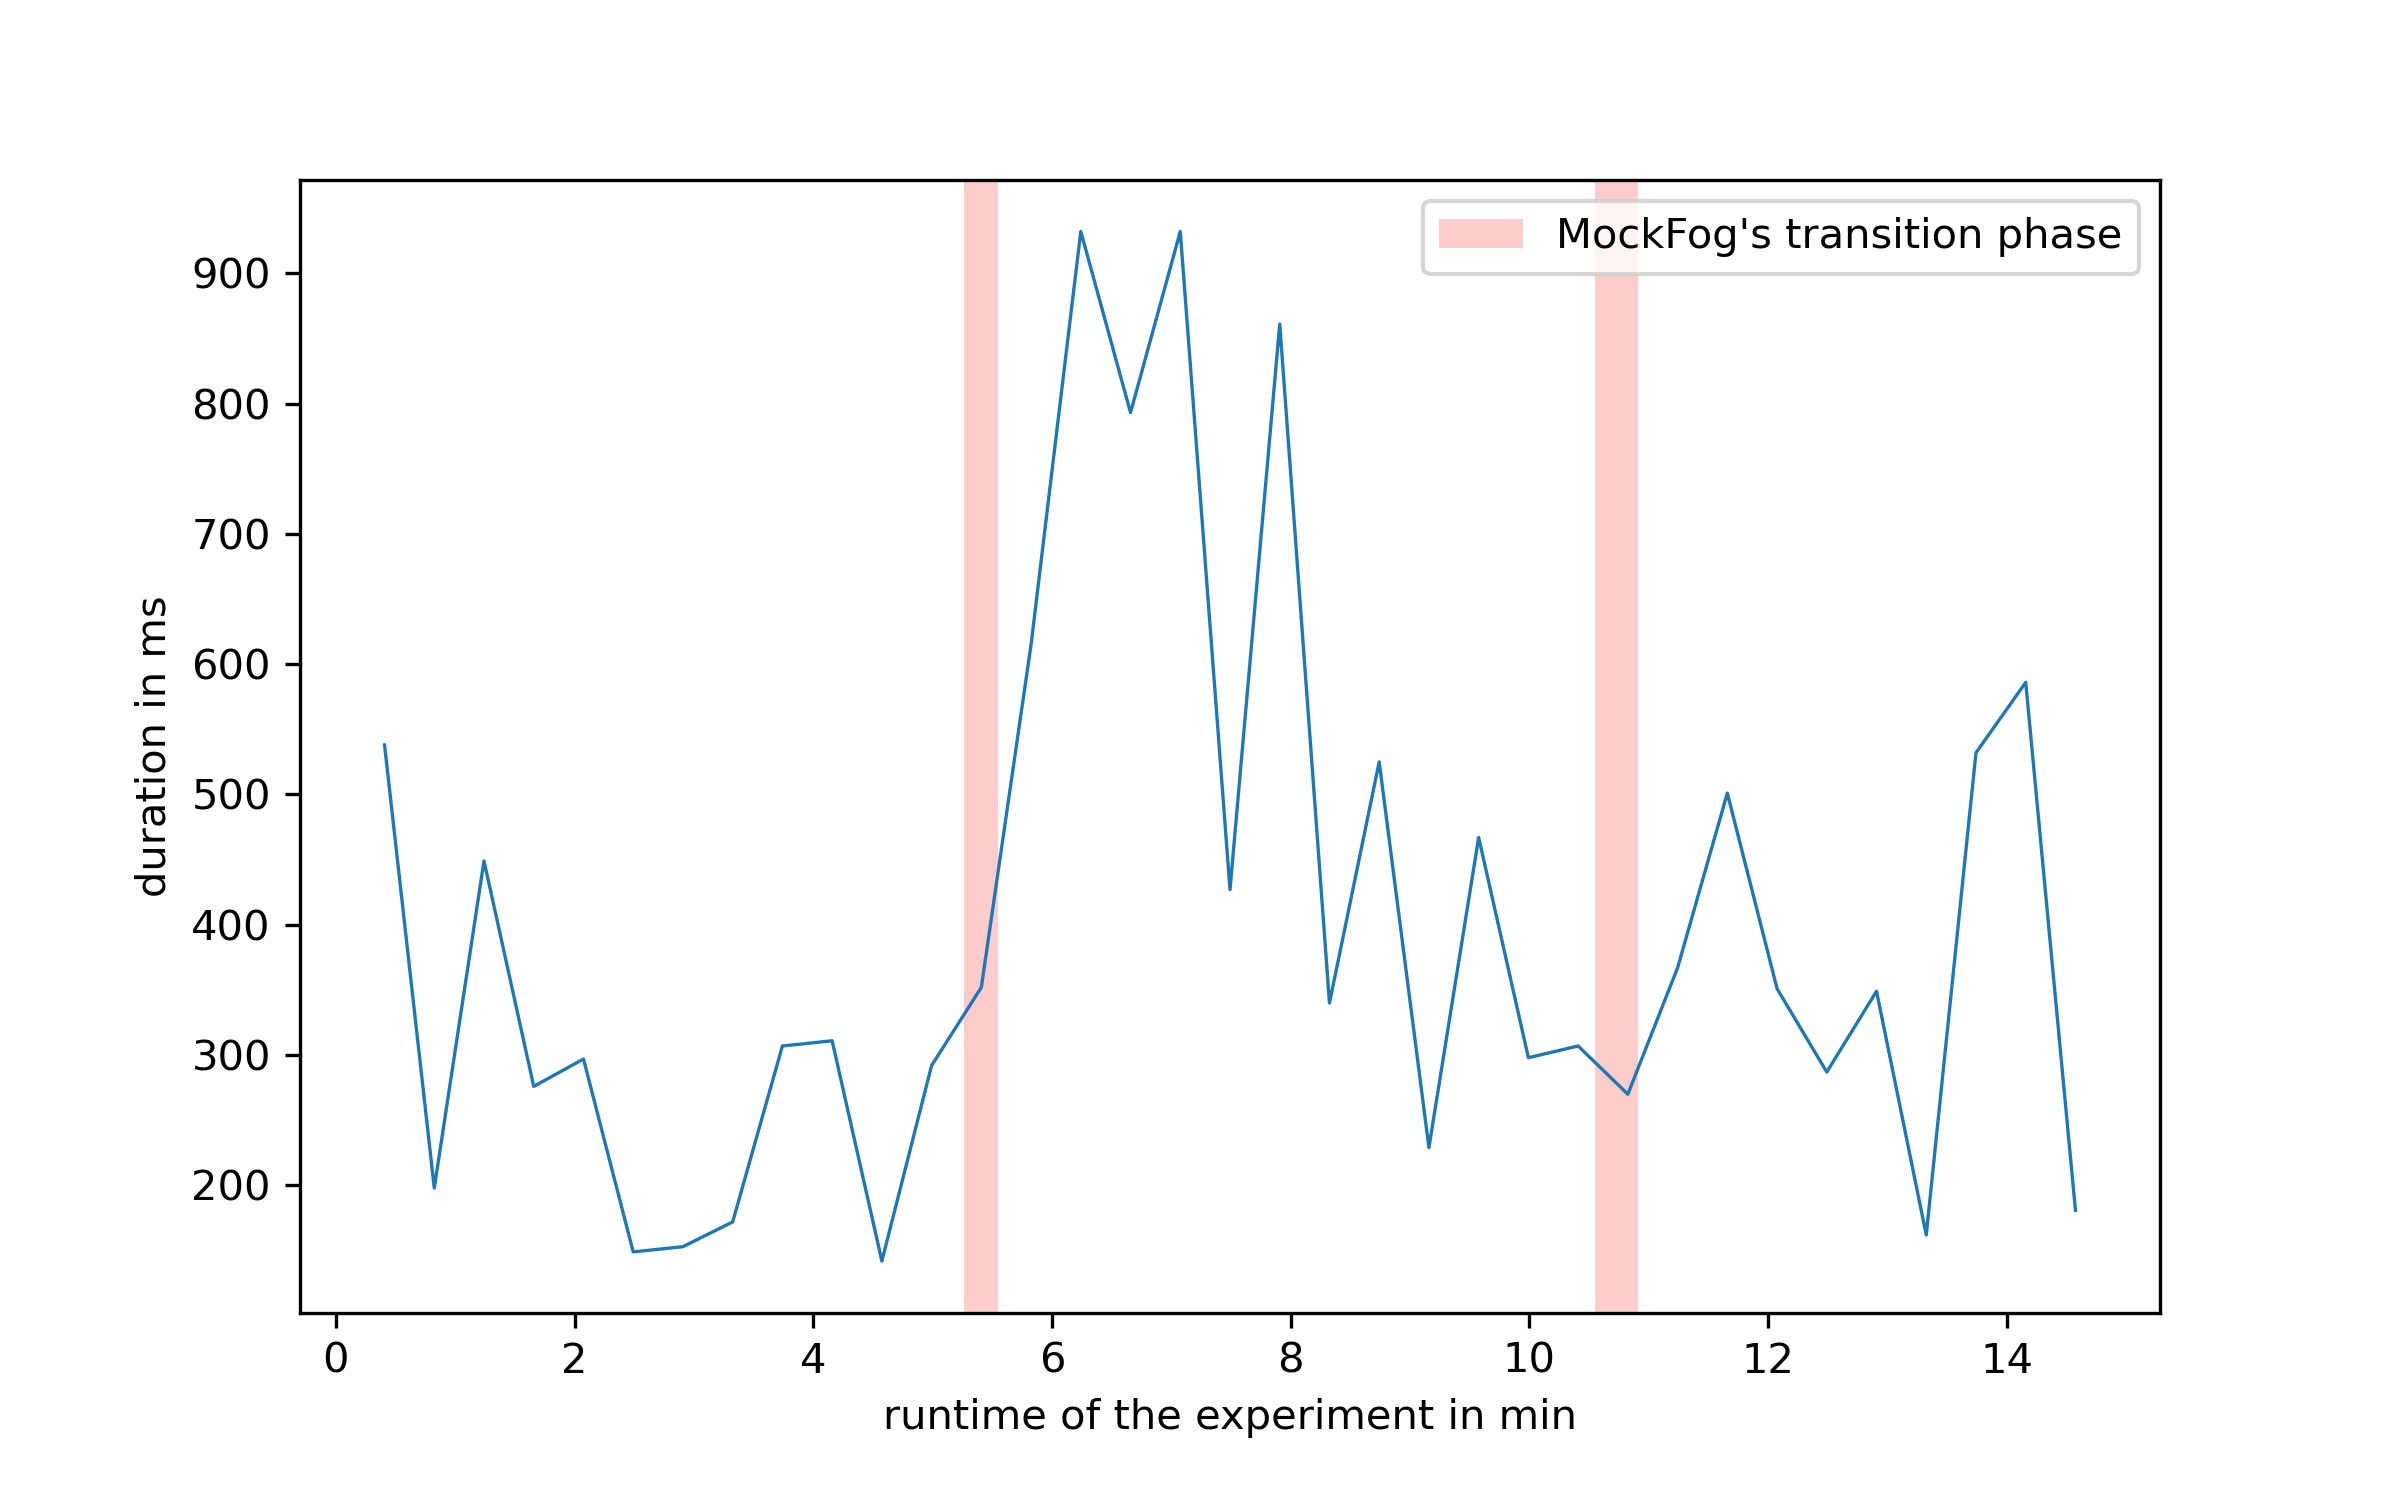 MockFog's transition phase
900
800
700
600
500
400
300
200
duration in ms
0 2 4 6 8 10 12 14
runtime of the experiment in min